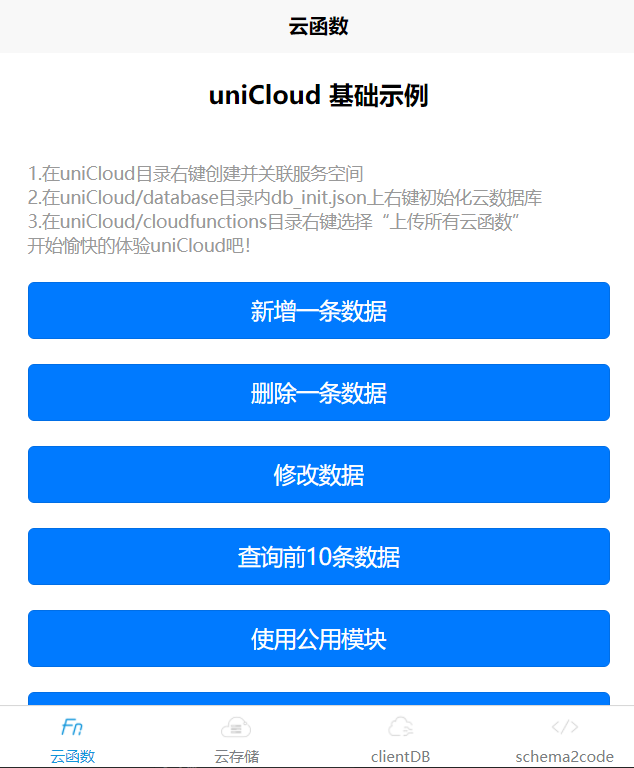 云函数
uniCloud 基础示例
1.在uniCloud目录右键创建并关联服务空间
2.在uniCloud/database目录内db_init.json上右键初始化云数据库
3.在uniCloud/cloudfunctions目录右键选择“上传所有云函数”
开始愉快的体验uniCloud吧！
新增一条数据
删除一条数据
修改数据
查询前10条数据
使用公用模块
Fn
云函数
云存储
clientDB
schema2code